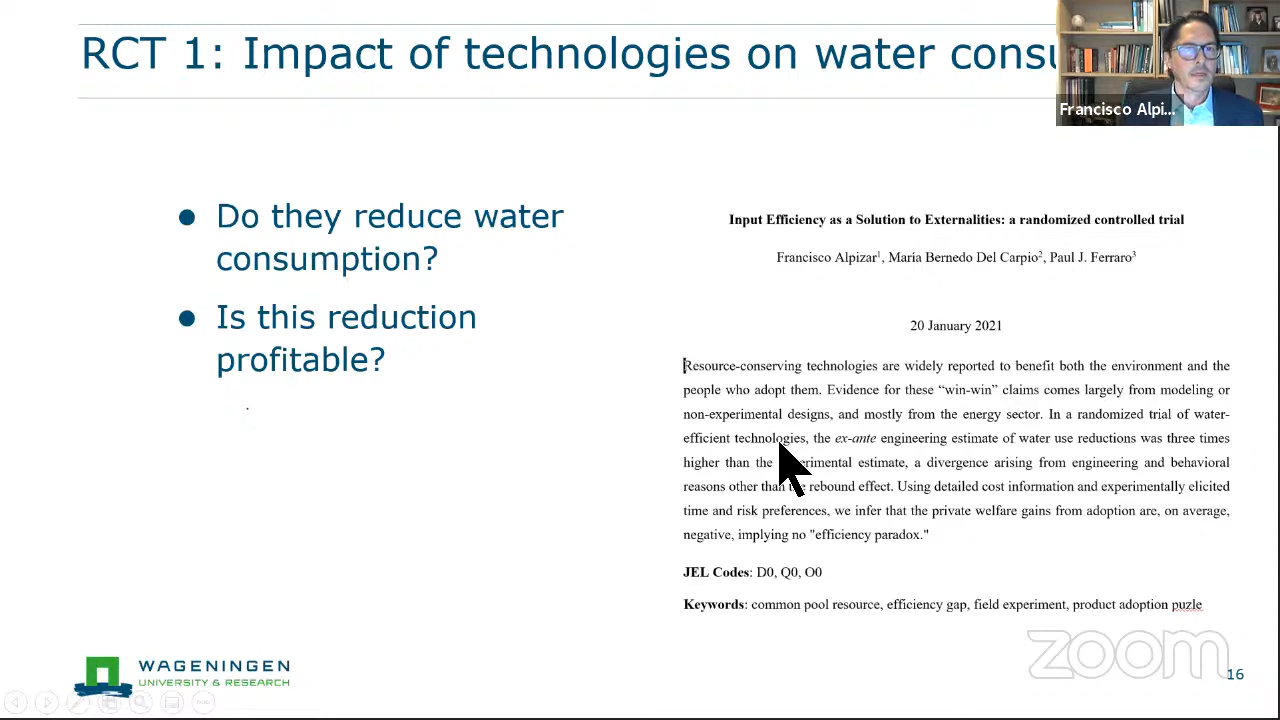 RCT 1: Impact of technologies on water consu
Francisco Alpi...
Do they reduce water
consumption?
Is this reduction
profitable?
Input Efficiency as a Solution to Externalities: a randomized controlled trial
Francisco Alpizar1, Maria Bernedo Del Carpio2, Paul J. Ferraro3
20 January 2021
Resource-conserving technologies are widely reported to benefit both the environment and the
people who adopt them. Evidence for these “win-win” claims comes largely from modeling or
non-experimental designs, and mostly from the energy sector. In a randomized trial of water-
efficient technologies, the ex-ante engineering estimate of water use reductions was three times
higher than the erimental estimate, a divergence arising from engineering and behavioral
reasons other than rebound effect. Using detailed cost information and experimentally elicited
time and risk preferences, we infer that the private welfare gains from adoption are, on average,
negative, implying no "efficiency paradox."
JEL Codes: D0, Q0, O0
Keywords: common pool resource, efficiency gap, field experiment, product adoption puzle
WAGENINGEN
UNIVERSITY & RESEARCH
zoom
16